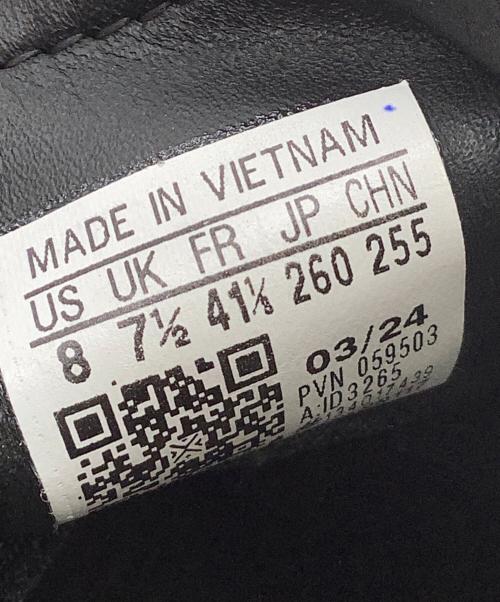 MADE IN VIETNAM
US UK FR JP CHN
8 7½ 41⅓ 260 255
03/24
PVN 059503
A:ID3265